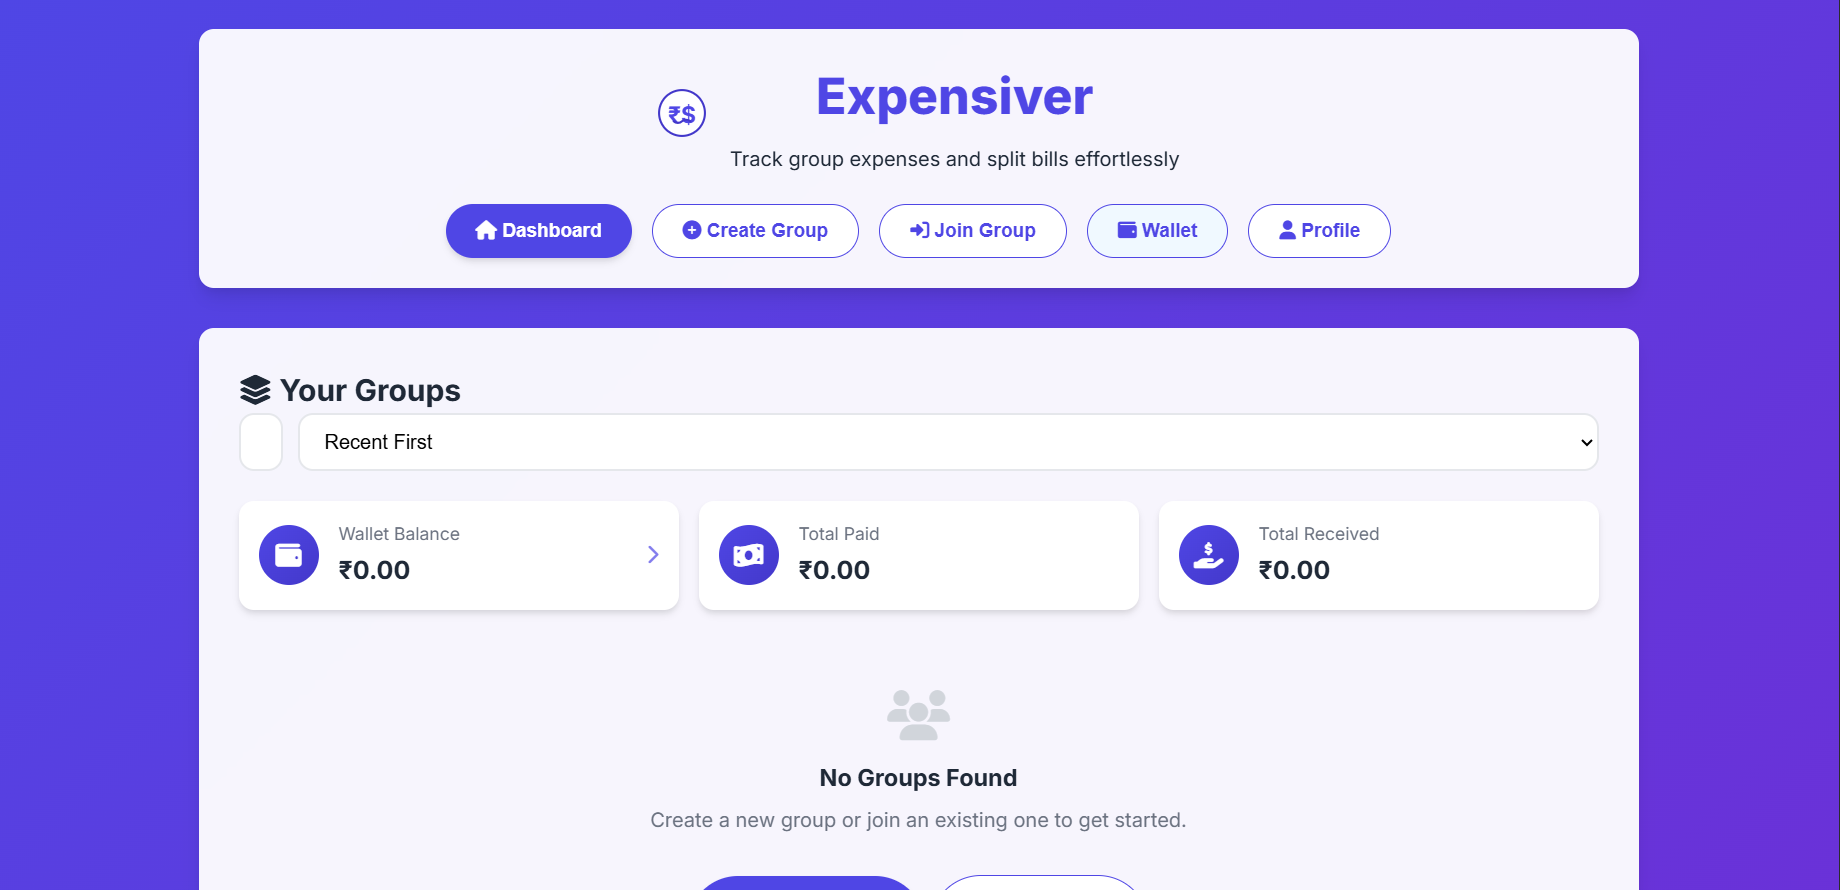 ₹$
Expensiver
Track group expenses and split bills effortlessly
Dashboard
Create Group
Join Group
Wallet
Profile
Your Groups
Recent First
Wallet Balance
₹0.00
Total Paid
₹0.00
Total Received
₹0.00
No Groups Found
Create a new group or join an existing one to get started.